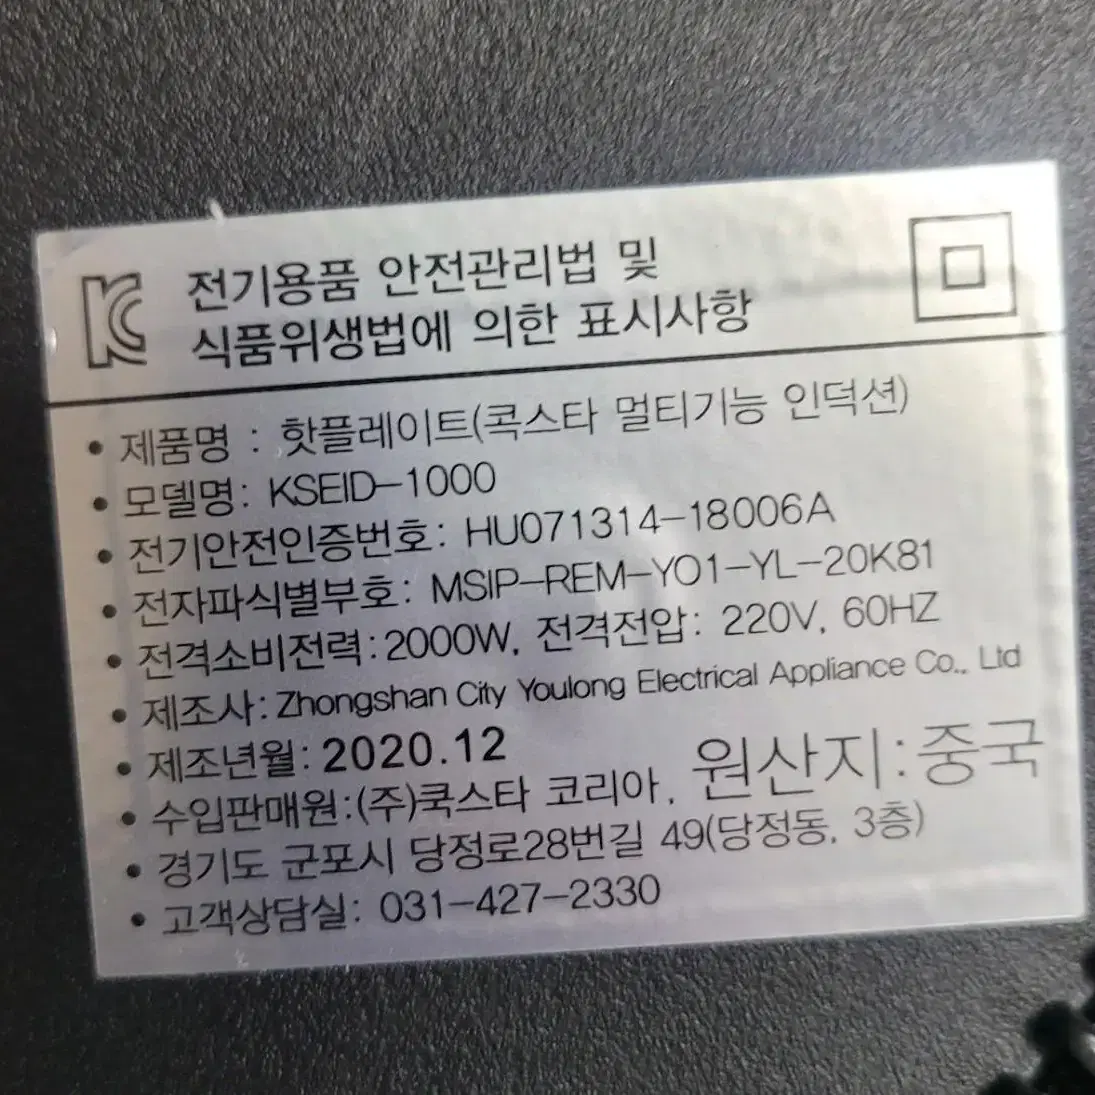 전기용품 안전관리법 및
식품위생법에 의한 표시사항
• 제품명 : 핫플레이트(콕스타 멀티기능 인덕션)
• 모델명: KSEID-1000
• 전기안전인증번호: HU071314-18006A
• 전자파식별부호: MSIP-REM-YO1-YL-20K81
• 전격소비전력:2000W, 전격전압: 220V, 60HZ
• 제조사: Zhongshan City Youlong Electrical Appliance Co., Ltd
• 제조년월: 2020.12
원산지: 중국
• 수입판매원:(주)쿡스타 코리아,
• 경기도 군포시 당정로28번길 49(당정동, 3층)
• 고객상담실: 031-427-2330